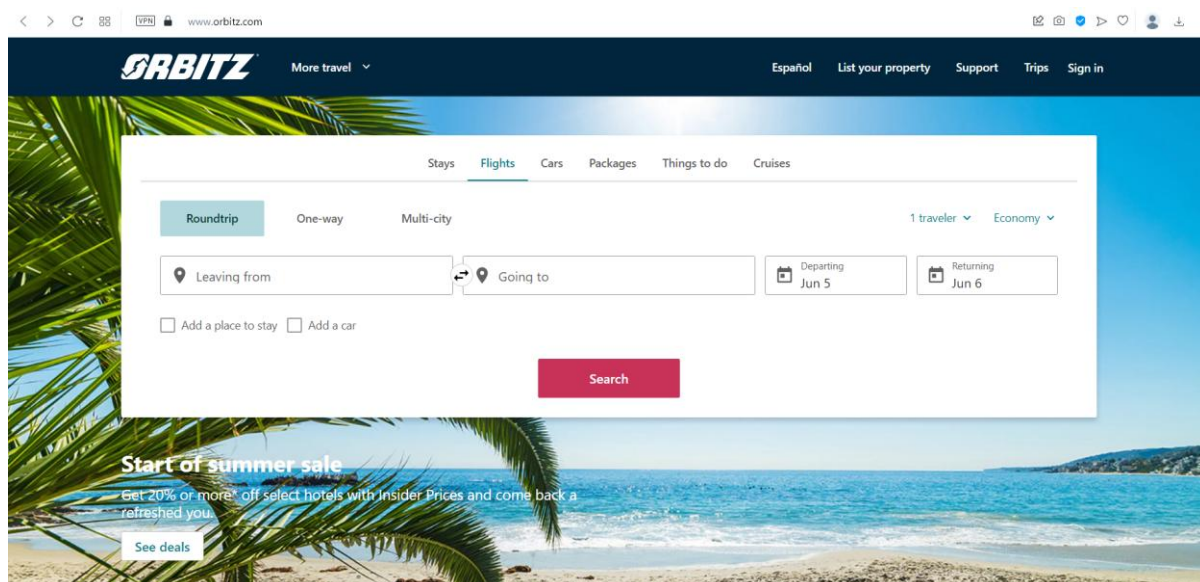 VPN www.orbitz.com
ORBITZ More travel Español List your property Support Trips Sign in
Stays Flights Cars Packages Things to do Cruises
Roundtrip One-way Multi-city 1 traveler Economy
Leaving from Going to Departing Jun 5 Returning Jun 6
Add a place to stay Add a car
Search
Start of summer sale
Get 20% or more* off select hotels with Insider Prices and come back a
refreshed you.
See deals